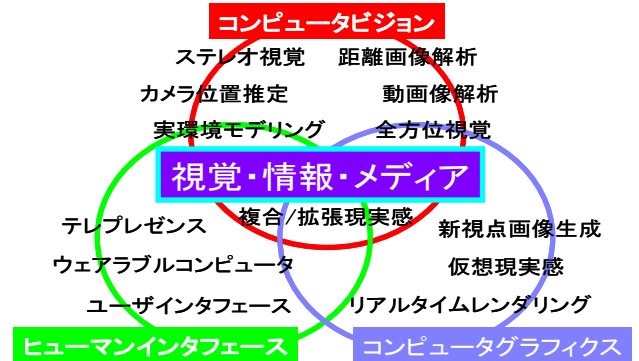 コンピュータビジョン
ステレオ視覚 距離画像解析
カメラ位置推定 動画像解析
実環境モデリング 全方位視覚
視覚・情報・メディア
複合/拡張現実感
テレプレゼンス 新視点画像生成
ウェアラブルコンピュータ 仮想現実感
ユーザインタフェース リアルタイムレンダリング
ヒューマンインタフェース コンピュータグラフィクス